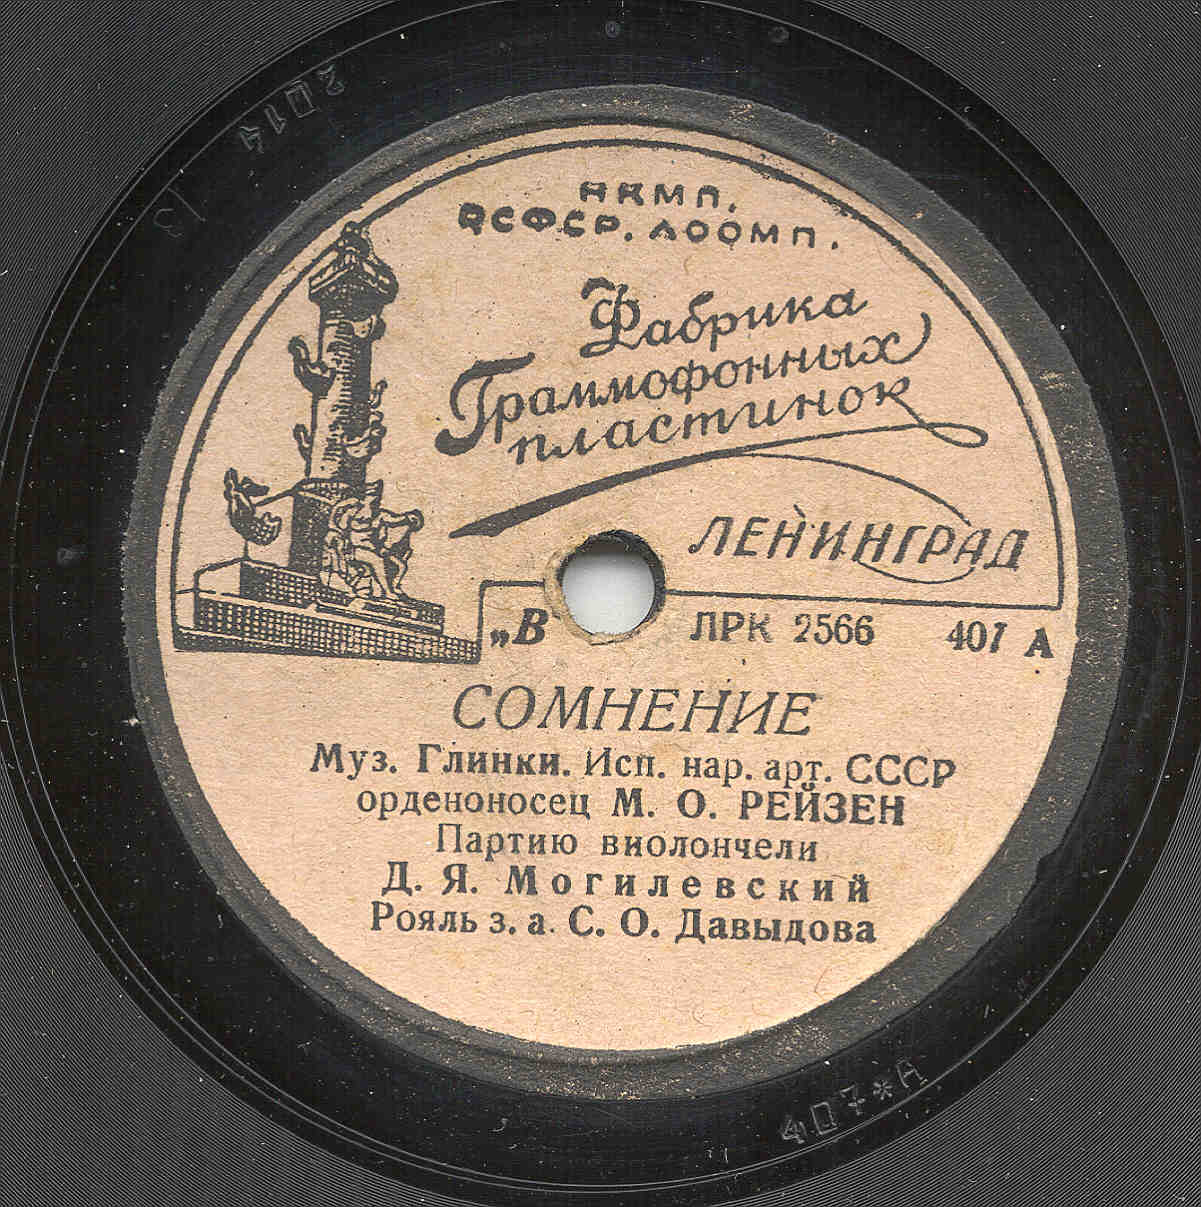 НКМП.
РСФСР. ЛООМП.
Фабрика
Граммофонных
пластинок
ЛЕНИНГРАД
„В ЛРК 2566 407 А
СОМНЕНИЕ
Муз. Глинки. Исп. нар. арт. СССР
орденоносец М. О. РЕЙЗЕН
Партию виолончели
Д. Я. Могилевский
Рояль з. а. С. О. Давыдова
407*А
2014
13